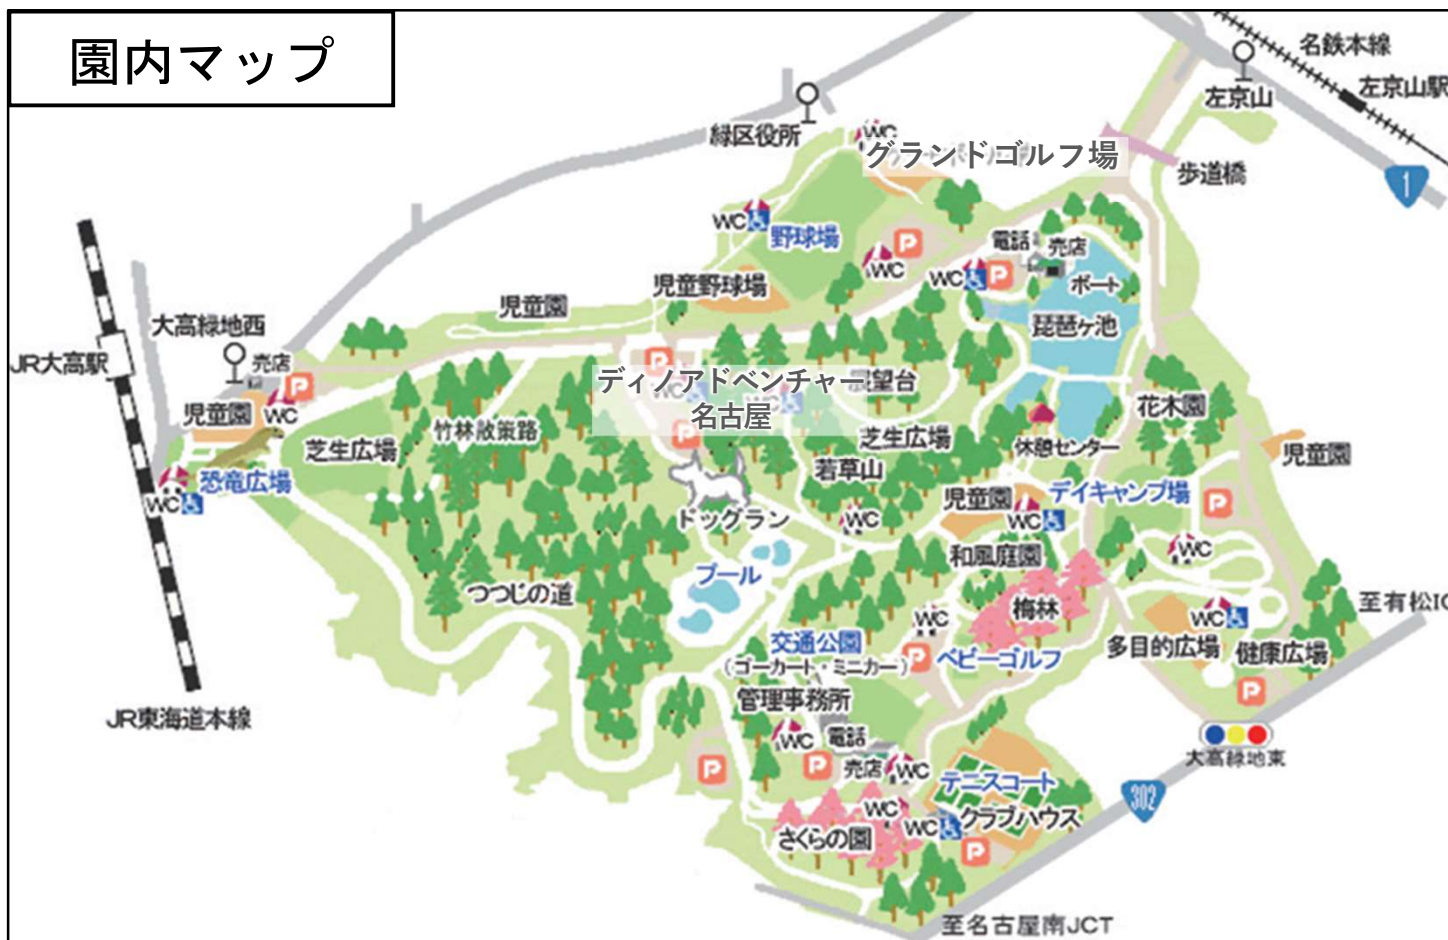 園内マップ
名鉄本線
左京山駅
左京山
1
緑区役所
WC
グランドゴルフ場
歩道橋
WC
野球場
P
WC
電話
売店
WC
P
ボート
児童野球場
児童園
琵琶ヶ池
大高緑地西
JR大高駅
売店
P
WC
児童園
P
ディノアドベンチャー
名古屋
展望台
WC
P
花木園
竹林散策路
芝生広場
芝生広場
休憩センター
児童園
若草山
恐竜広場
WC
児童園
デイキャンプ場
P
ドッグラン
WC
WC
和風庭園
WC
プール
つつじの道
梅林
至有松IC
WC
WC
交通公園
(ゴーカート・ミニカー)
P
ベビーゴルフ
多目的広場
健康広場
P
管理事務所
JR東海道本線
WC
電話
大高緑地東
P
P
売店
WC
テニスコート
302
WC
WC
クラブハウス
さくらの園
P
至名古屋南JCT